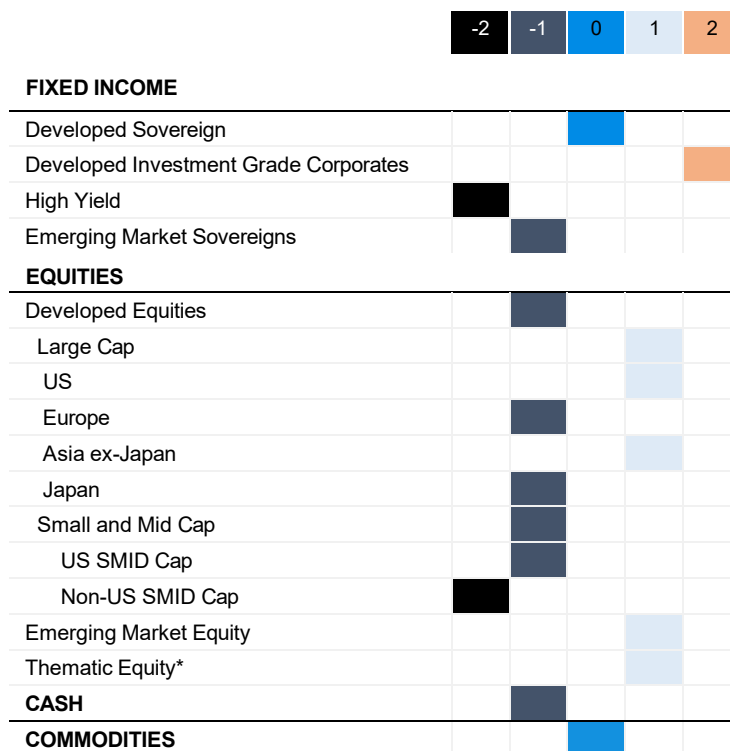 -2 -1 0 1 2
FIXED INCOME
Developed Sovereign
Developed Investment Grade Corporates
High Yield
Emerging Market Sovereigns
EQUITIES
Developed Equities
Large Cap
US
Europe
Asia ex-Japan
Japan
Small and Mid Cap
US SMID Cap
Non-US SMID Cap
Emerging Market Equity
Thematic Equity*
CASH
COMMODITIES